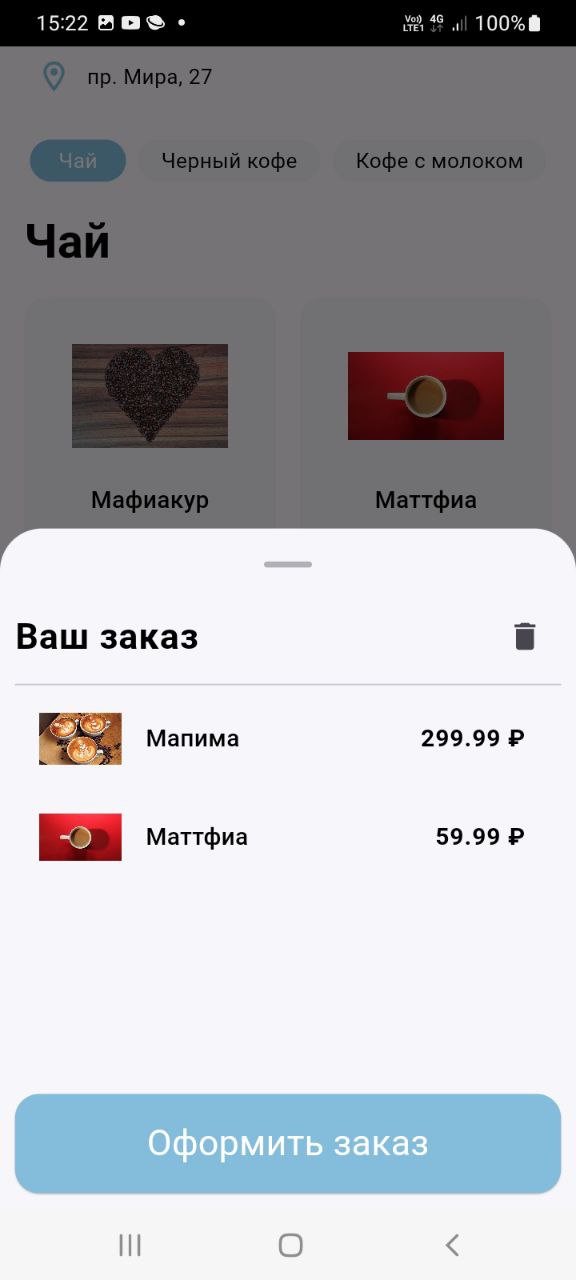 15:22 Vo)) LTE1 4G 100%
пр. Мира, 27
Чай Черный кофе Кофе с молоком
Чай
Мафиакур Маттфиа
Ваш заказ
Мапима 299.99 ₽
Маттфиа 59.99 ₽
Оформить заказ